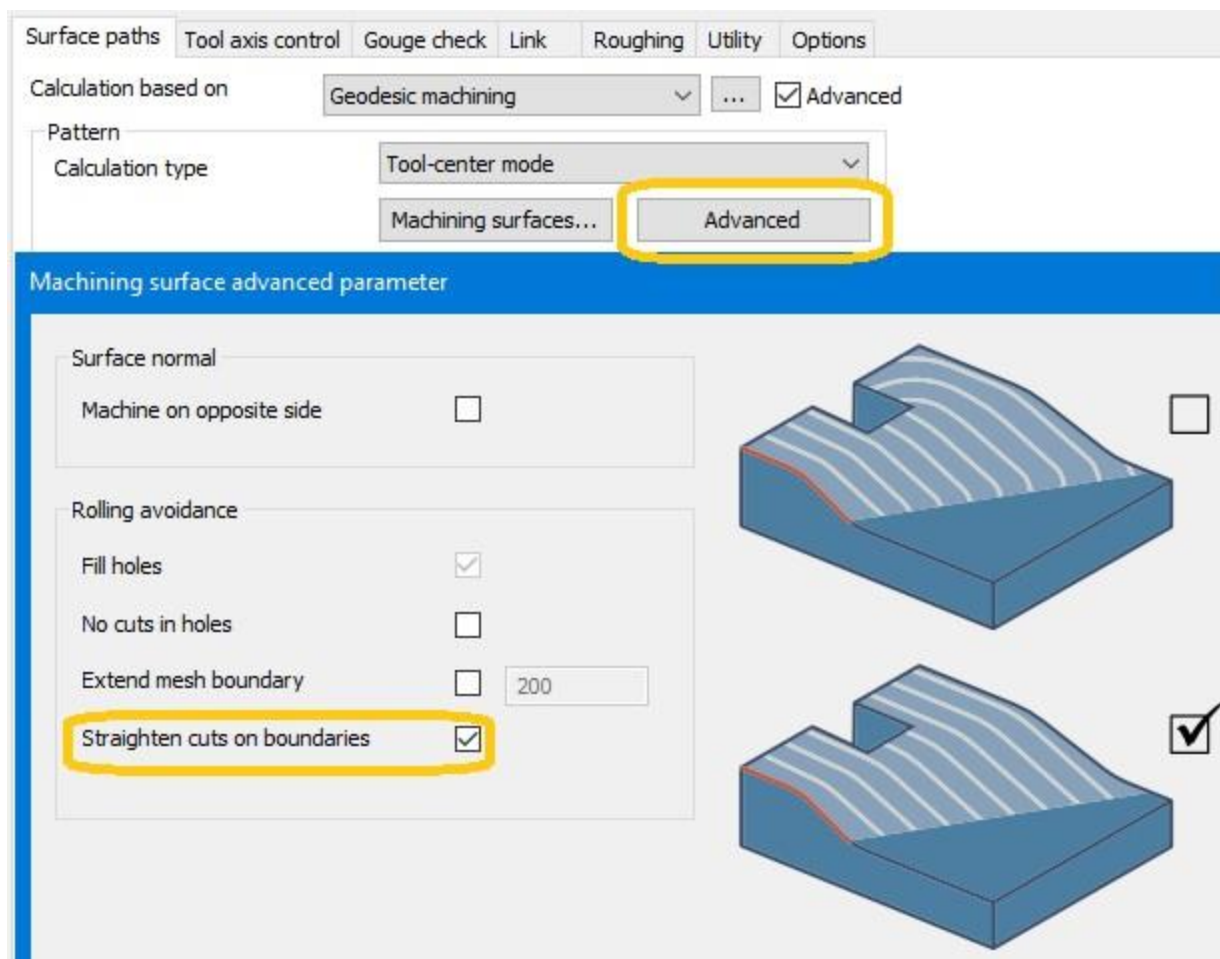 Surface paths Tool axis control Gouge check Link Roughing Utility Options
Calculation based on Geodesic machining ... Advanced
Pattern
Calculation type Tool-center mode
Machining surfaces... Advanced
Machining surface advanced parameter
Surface normal
Machine on opposite side
Rolling avoidance
Fill holes
No cuts in holes
Extend mesh boundary 200
Straighten cuts on boundaries